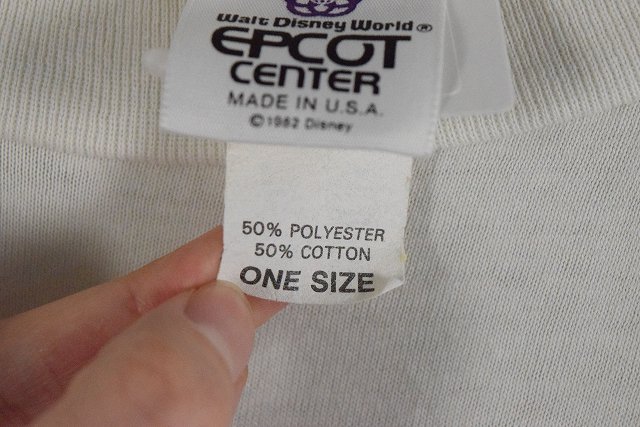 Walt Disney World®
EPCOT
CENTER
MADE IN U.S.A.
©1982 Disney
50% POLYESTER
50% COTTON
ONE SIZE